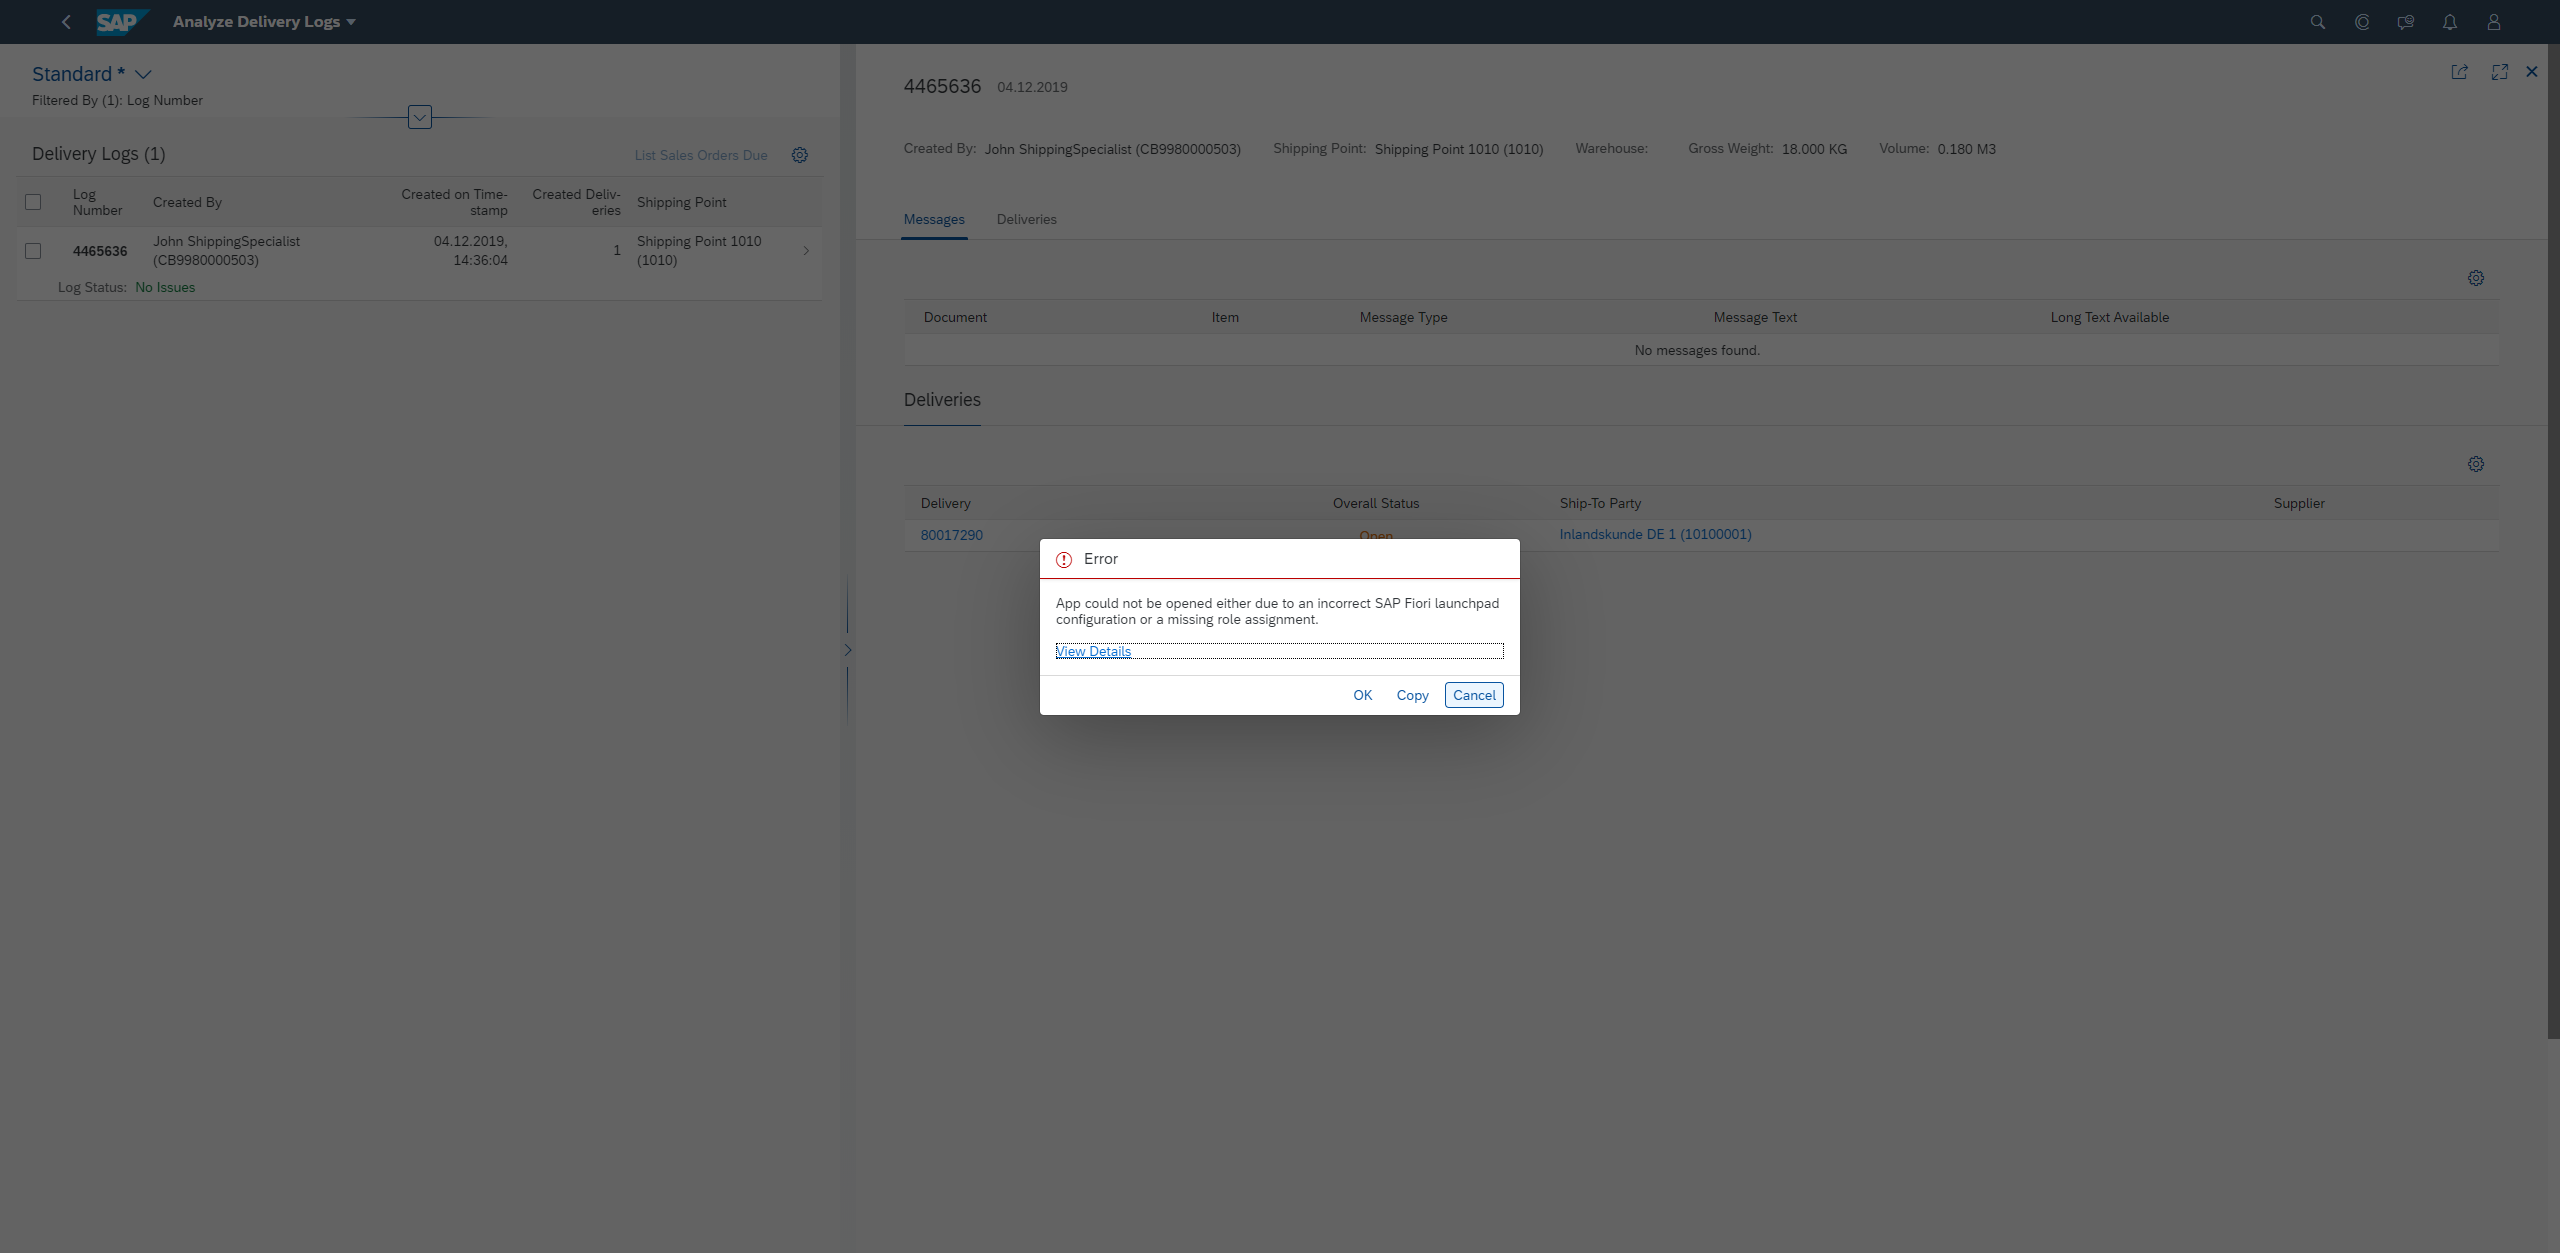 SAP Analyze Delivery Logs
Standard *
Filtered By (1): Log Number
Delivery Logs (1)
List Sales Orders Due
Log
Number
Created By
Created on Time-
stamp
Created Deliv-
eries
Shipping Point
4465636
John ShippingSpecialist
(CB9980000503)
04.12.2019,
14:36:04
1
Shipping Point 1010
(1010)
Log Status: No Issues
4465636 04.12.2019
Created By: John ShippingSpecialist (CB9980000503) Shipping Point: Shipping Point 1010 (1010) Warehouse: Gross Weight: 18.000 KG Volume: 0.180 M3
Messages Deliveries
Document Item Message Type Message Text Long Text Available
No messages found.
Deliveries
Delivery Overall Status Ship-To Party Supplier
80017290 Open Inlandskunde DE 1 (10100001)
Error
App could not be opened either due to an incorrect SAP Fiori launchpad
configuration or a missing role assignment.
View Details
OK Copy Cancel